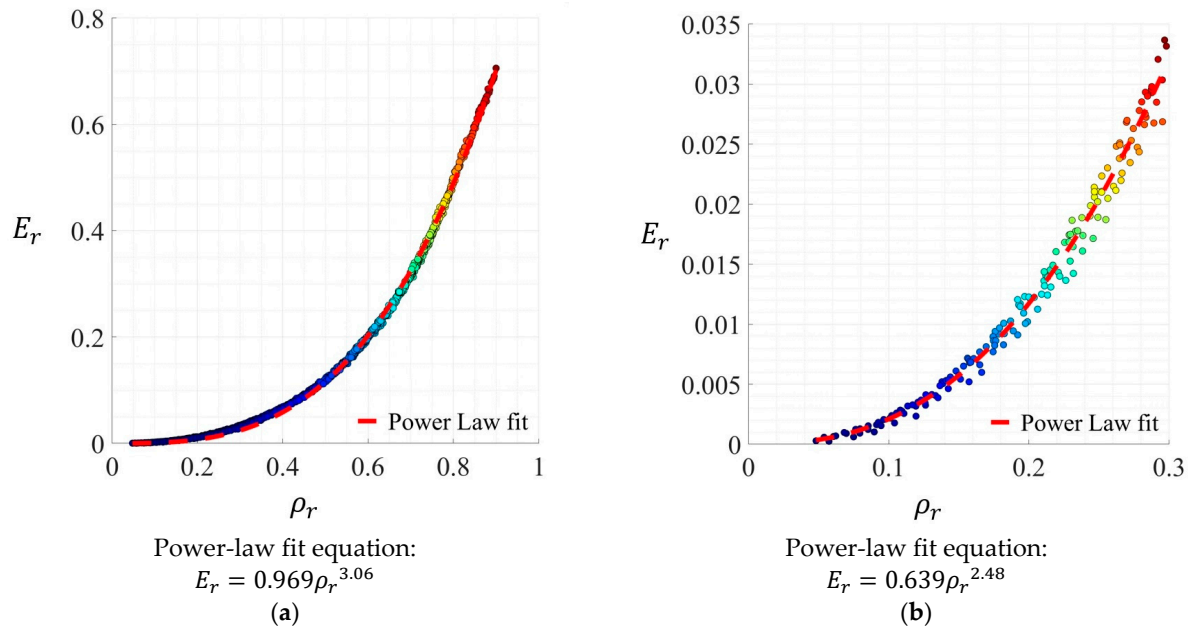 0.8
0.6
0.4
0.2
0
E_r
0 0.2 0.4 0.6 0.8 1
ρ_r
Power Law fit
Power-law fit equation:
E_r = 0.969ρ_r^3.06
(a)
0.035
0.03
0.025
0.02
0.015
0.01
0.005
0
E_r
0 0.1 0.2 0.3
ρ_r
Power Law fit
Power-law fit equation:
E_r = 0.639ρ_r^2.48
(b)